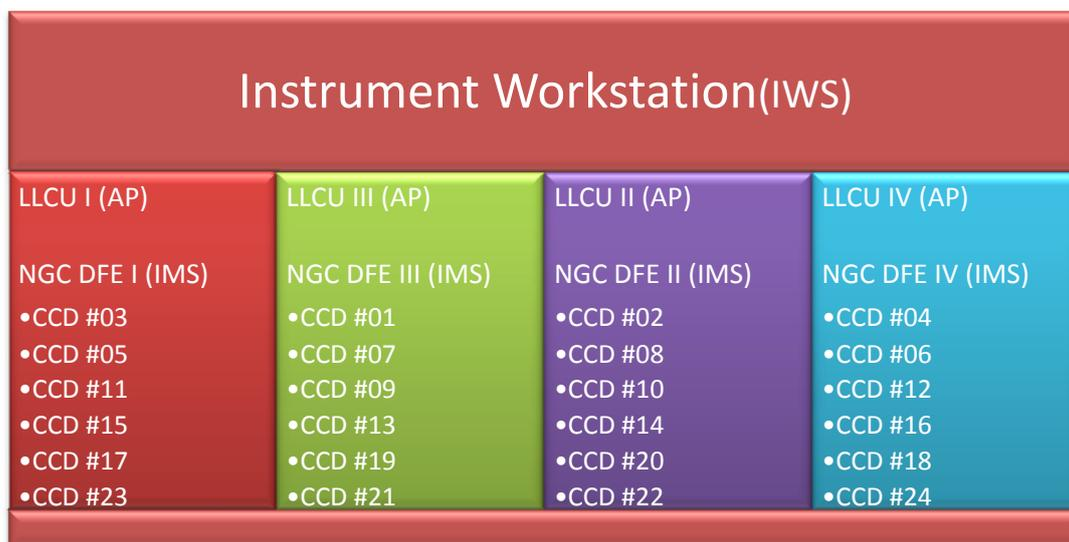 Instrument Workstation(IWS)
LLCU I (AP)
NGC DFE I (IMS)
•CCD #03
•CCD #05
•CCD #11
•CCD #15
•CCD #17
•CCD #23
LLCU III (AP)
NGC DFE III (IMS)
•CCD #01
•CCD #07
•CCD #09
•CCD #13
•CCD #19
•CCD #21
LLCU II (AP)
NGC DFE II (IMS)
•CCD #02
•CCD #08
•CCD #10
•CCD #14
•CCD #20
•CCD #22
LLCU IV (AP)
NGC DFE IV (IMS)
•CCD #04
•CCD #06
•CCD #12
•CCD #16
•CCD #18
•CCD #24